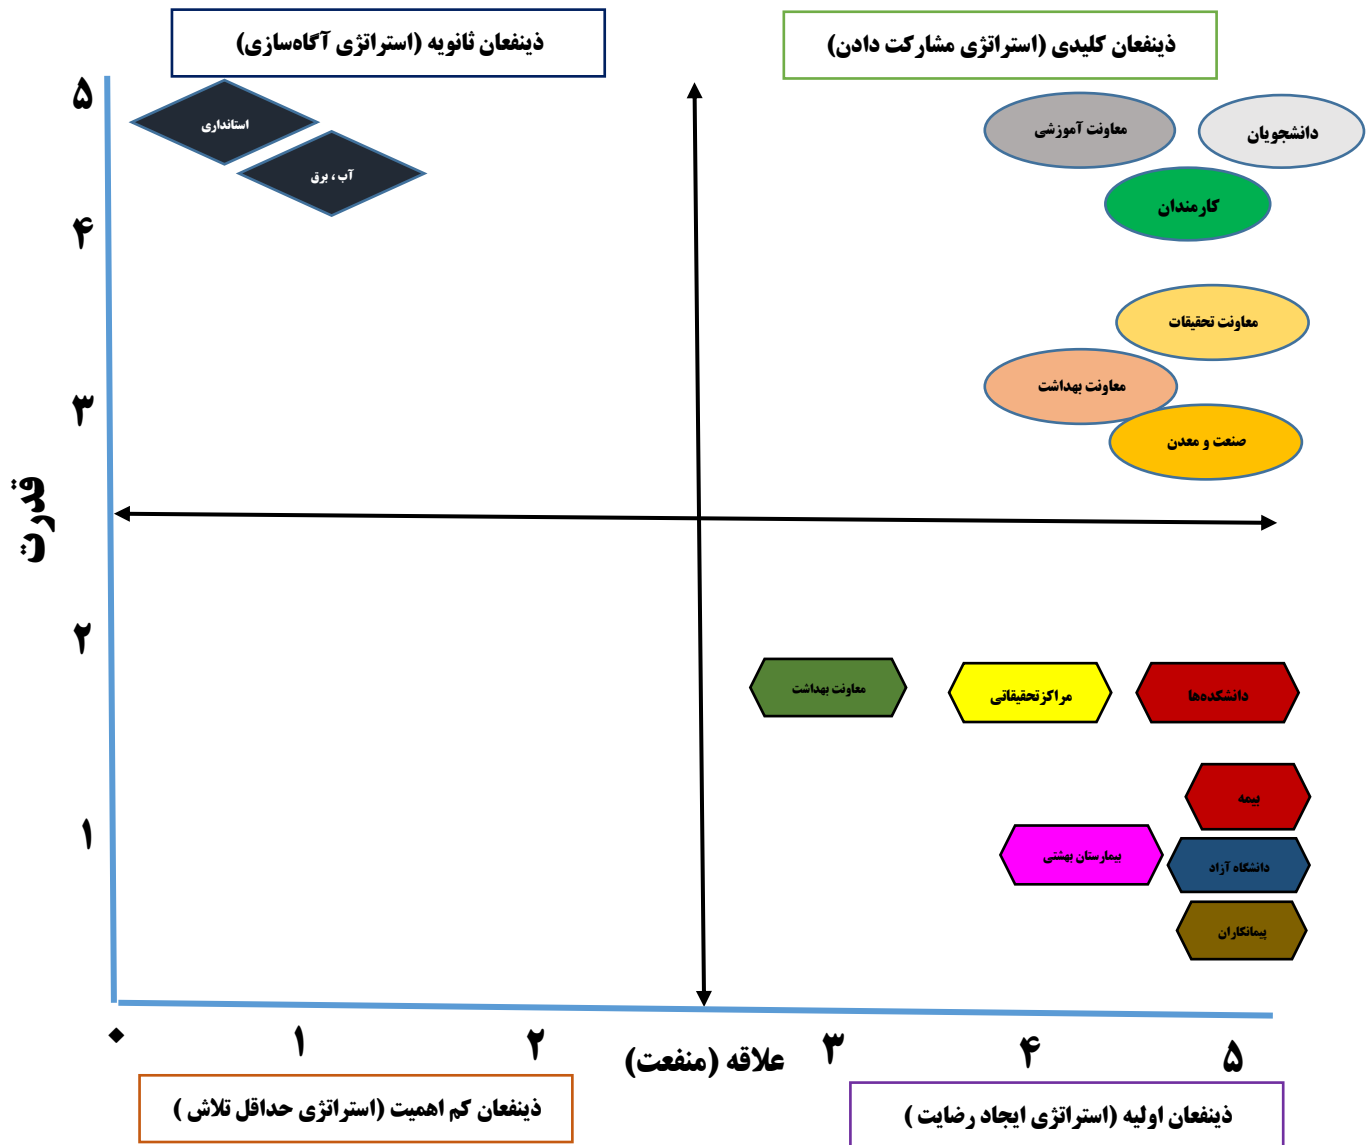 ذینفعان کلیدی (استراتژی مشارکت دادن)
ذینفعان ثانویه (استراتژی آگاه‌سازی)
۵
استانداری
آب ، برق
معاونت آموزشی
دانشجویان
کارمندان
۴
معاونت تحقیقات
معاونت بهداشت
صنعت و معدن
۳
قدرت
۲
معاونت بهداشت
مراکزتحقیقاتی
دانشکده‌ها
بیمه
۱
بیمارستان بهشتی
دانشگاه آزاد
پیمانکاران
۰
۱
۲
علاقه (منفعت)
۳
۴
۵
ذینفعان اولیه (استراتژی ایجاد رضایت )
ذینفعان کم اهمیت (استراتژی حداقل تلاش )